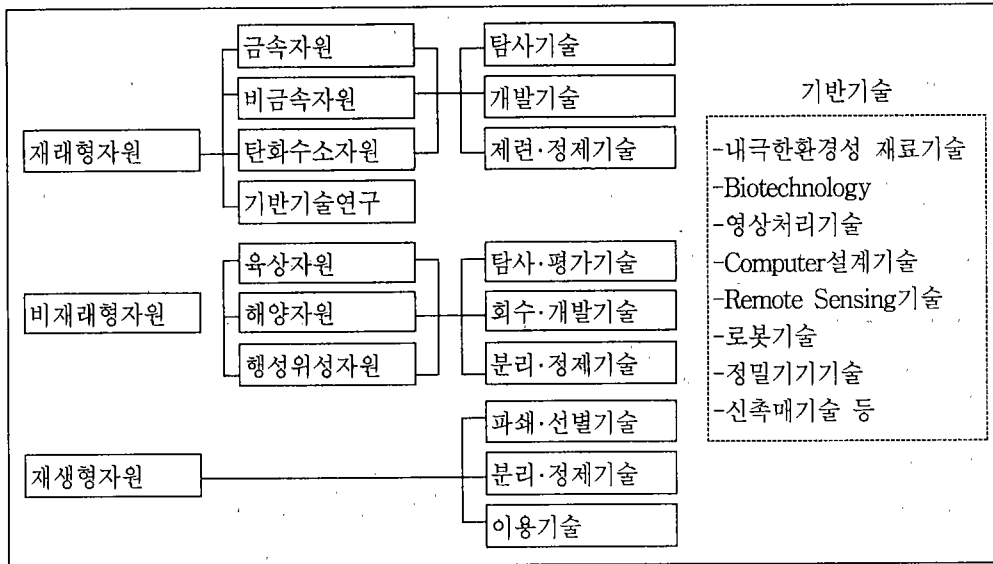 금속자원
비금속자원
탄화수소자원
기반기술연구
재래형자원
탐사기술
개발기술
제련·정제기술
육상자원
해양자원
행성위성자원
비재래형자원
탐사·평가기술
회수·개발기술
분리·정제기술
재생형자원
파쇄·선별기술
분리·정제기술
이용기술
기반기술
-내극한환경성 재료기술
-Biotechnology
-영상처리기술
-Computer설계기술
-Remote Sensing기술
-로봇기술
-정밀기기기술
-신촉매기술 등